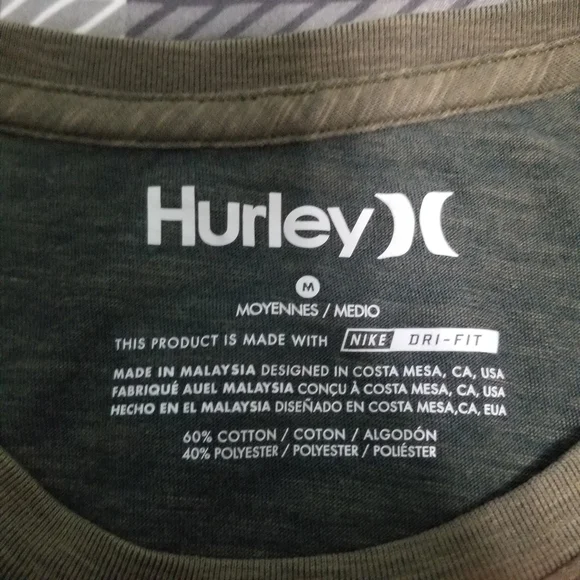 Hurley
M
MOYENNES / MEDIO
THIS PRODUCT IS MADE WITH NIKE DRI-FIT
MADE IN MALAYSIA DESIGNED IN COSTA MESA, CA, USA
FABRIQUÉ AUEL MALAYSIA CONÇU À COSTA MESA, CA, USA
HECHO EN EL MALAYSIA DISEÑADO EN COSTA MESA,CA, EUA
60% COTTON / COTON / ALGODÓN
40% POLYESTER / POLYESTER / POLIÉSTER